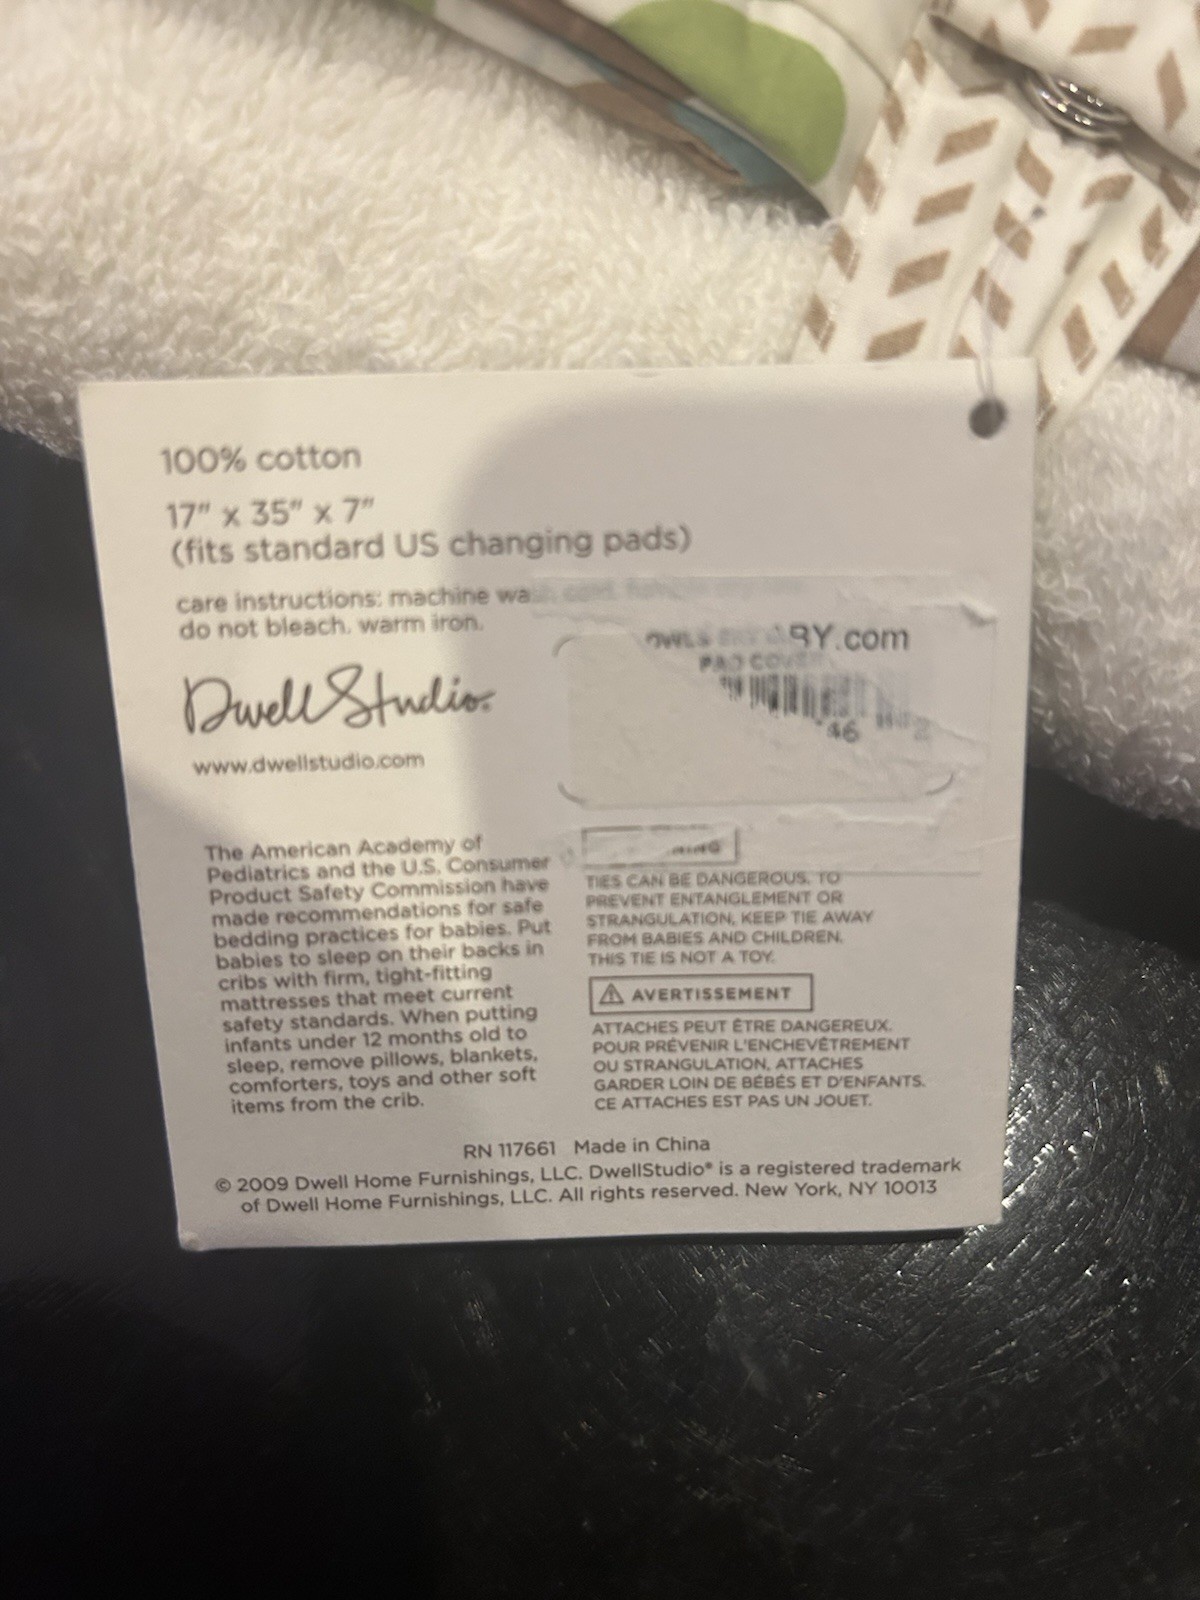 100% cotton
17" x 35" x 7"
(fits standard US changing pads)
care instructions: machine
do not bleach. warm iron.
DwellStudio®
www.dwellstudio.com
OWLS BY.com
PAD COVER
46 2
The American Academy of
Pediatrics and the U.S. Consumer
Product Safety Commission have
made recommendations for safe
bedding practices for babies. Put
babies to sleep on their backs in
cribs with firm, tight-fitting
mattresses that meet current
safety standards. When putting
infants under 12 months old to
sleep, remove pillows, blankets,
comforters, toys and other soft
items from the crib.
TIES CAN BE DANGEROUS. TO
PREVENT ENTANGLEMENT OR
STRANGULATION, KEEP TIE AWAY
FROM BABIES AND CHILDREN.
THIS TIE IS NOT A TOY.
AVERTISSEMENT
ATTACHES PEUT ÊTRE DANGEREUX.
POUR PRÉVENIR L'ENCHEVÊTREMENT
OU STRANGULATION, ATTACHES
GARDER LOIN DE BÉBÉS ET D'ENFANTS.
CE ATTACHES EST PAS UN JOUET.
RN 117661 Made in China
© 2009 Dwell Home Furnishings, LLC. DwellStudio® is a registered trademark
of Dwell Home Furnishings, LLC. All rights reserved. New York, NY 10013